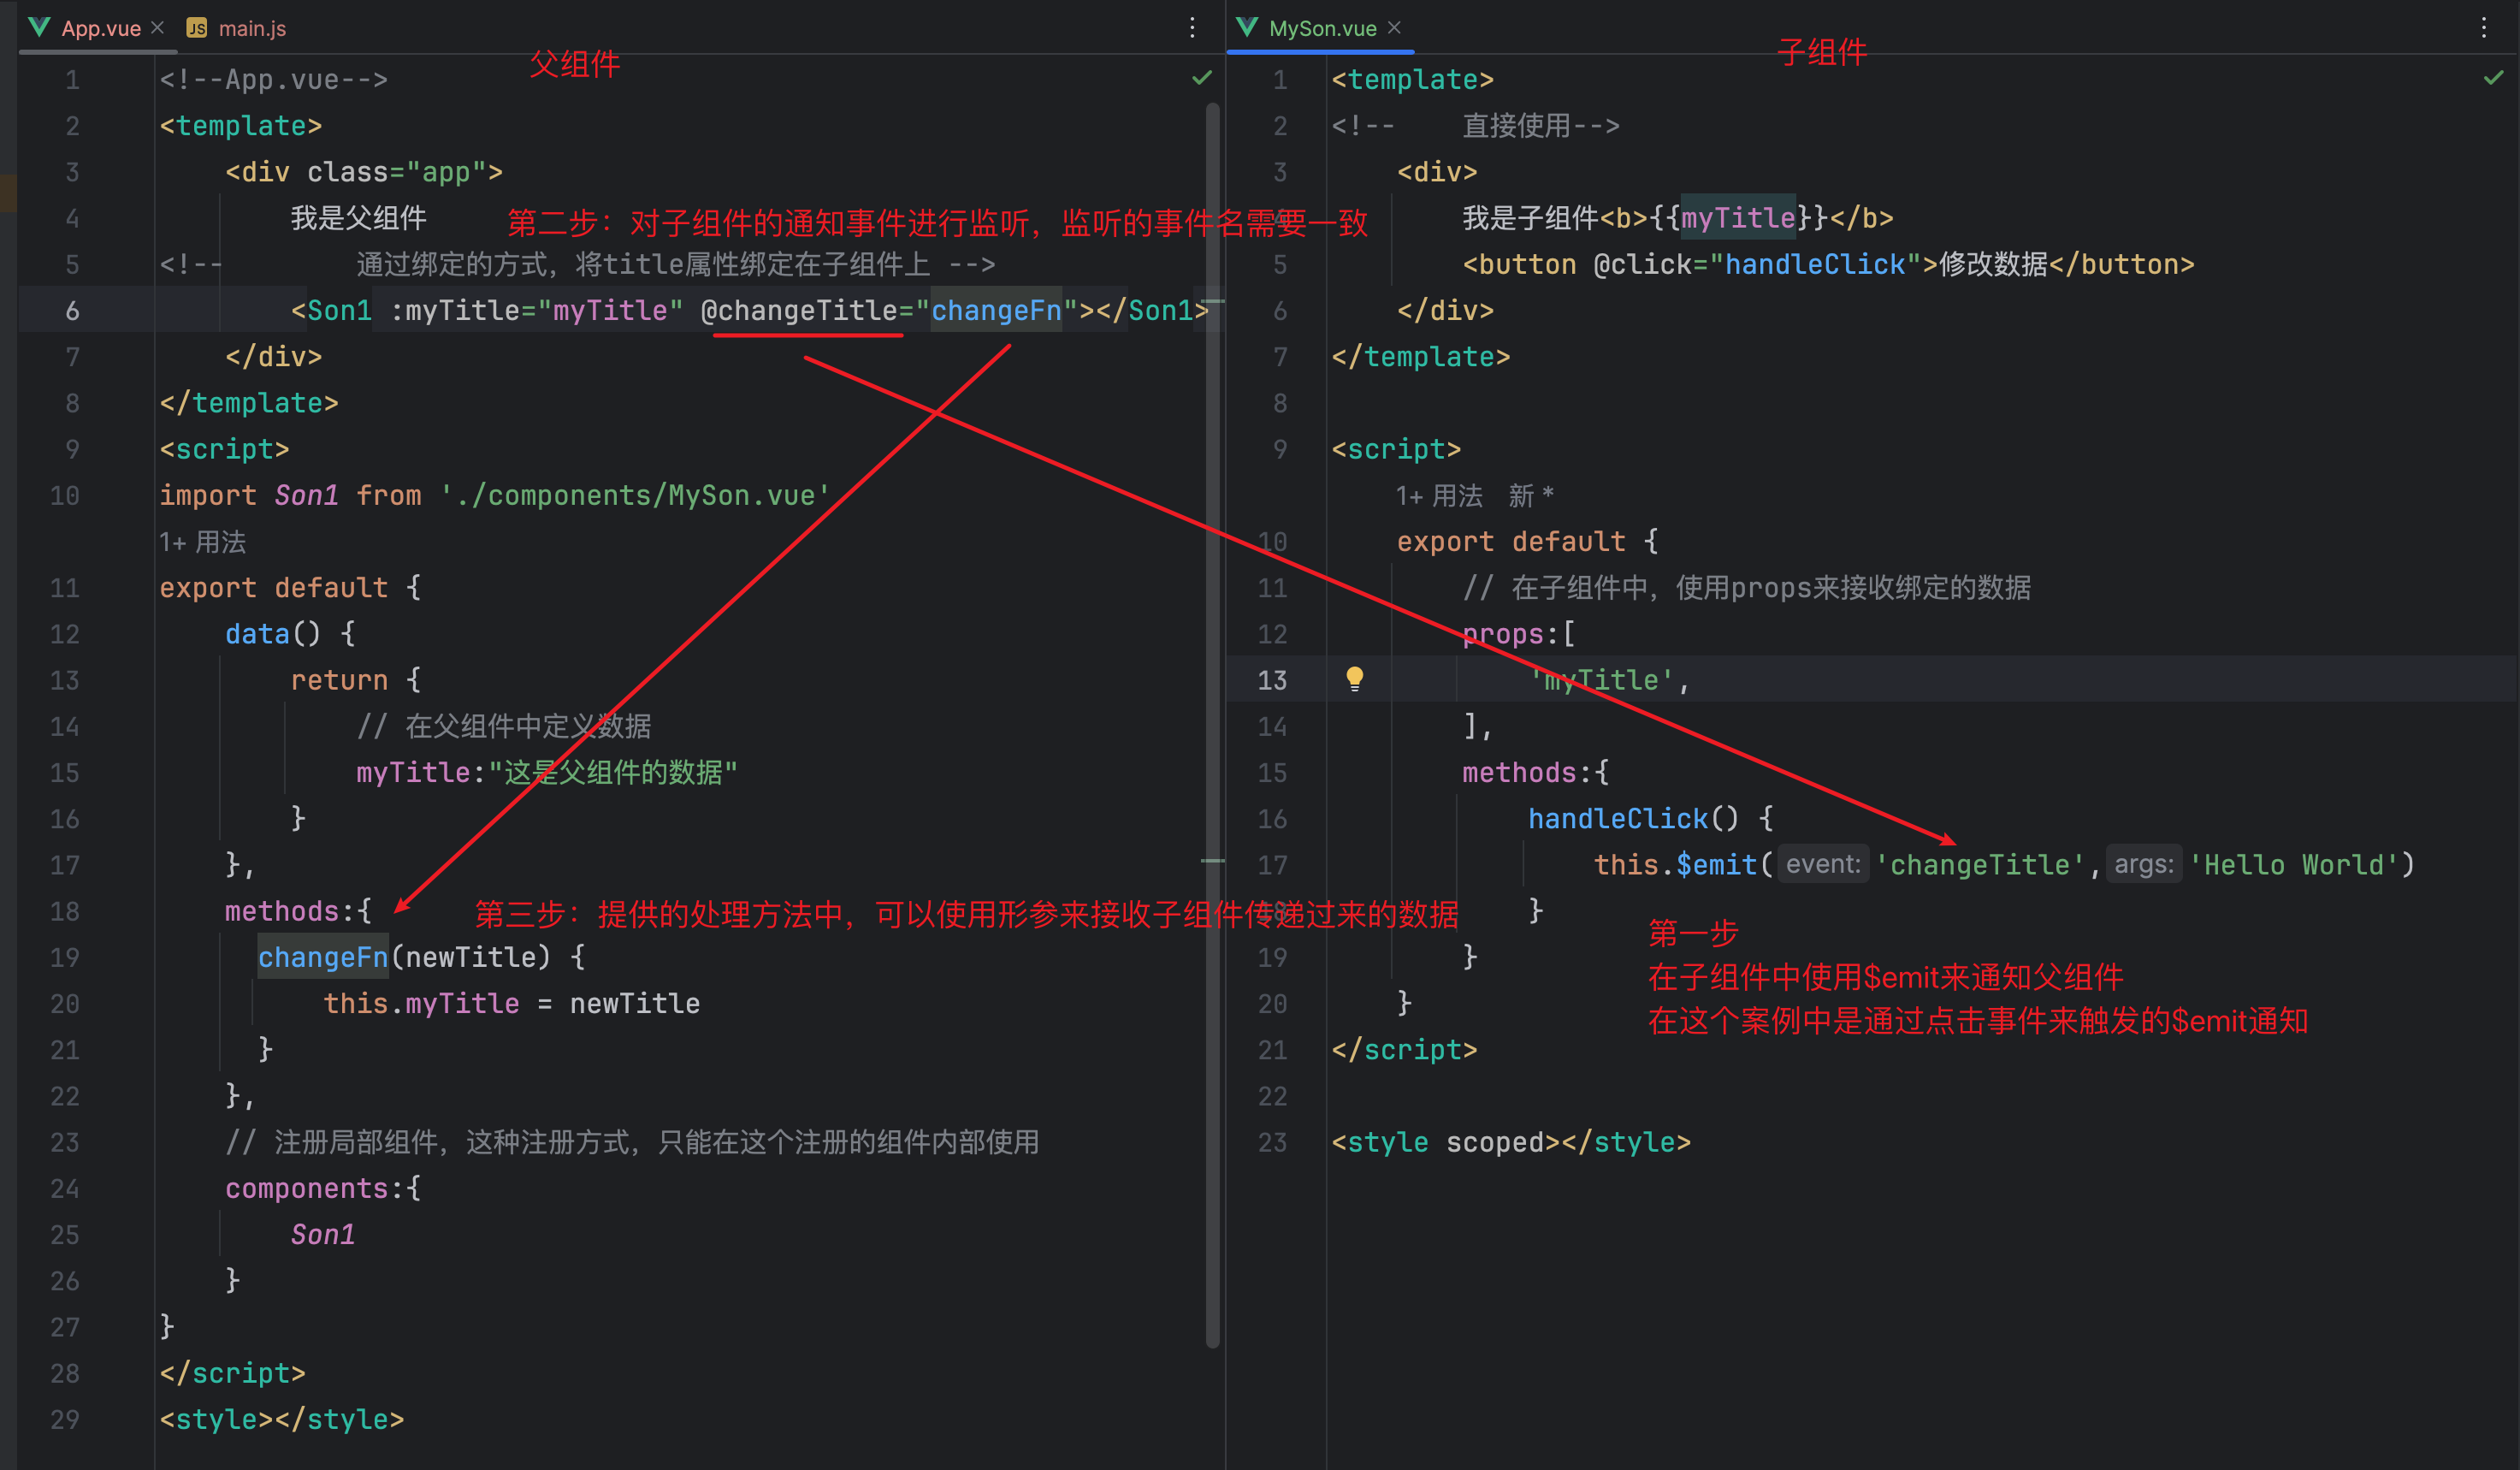 App.vue
main.js
父组件
1 <!--App.vue-->
2 <template>
3 <div class="app">
4 我是父组件
第二步：对子组件的通知事件进行监听，监听的事件名需要一致
5 <!-- 通过绑定的方式，将title属性绑定在子组件上 -->
6 <Son1 :myTitle="myTitle" @changeTitle="changeFn"></Son1>
7 </div>
8 </template>
9 <script>
10 import Son1 from './components/MySon.vue'
1+ 用法
11 export default {
12 data() {
13 return {
14 // 在父组件中定义数据
15 myTitle:"这是父组件的数据"
16 }
17 },
18 methods:{
第三步：提供的处理方法中，可以使用形参来接收子组件传递过来的数据
19 changeFn(newTitle) {
20 this.myTitle = newTitle
21 }
22 },
23 // 注册局部组件，这种注册方式，只能在这个注册的组件内部使用
24 components:{
25 Son1
26 }
27 }
28 </script>
29 <style></style>
MySon.vue
子组件
1 <template>
2 <!-- 直接使用-->
3 <div>
4 我是子组件<b>{{myTitle}}</b>
5 <button @click="handleClick">修改数据</button>
6 </div>
7 </template>
8
9 <script>
1+ 用法 新 *
10 export default {
11 // 在子组件中，使用props来接收绑定的数据
12 props:[
13 'myTitle',
14 ],
15 methods:{
16 handleClick() {
17 this.$emit( event: 'changeTitle', args: 'Hello World')
18 }
第一步
19 }
在子组件中使用$emit来通知父组件
20 }
在这个案例中是通过点击事件来触发的$emit通知
21 </script>
22
23 <style scoped></style>